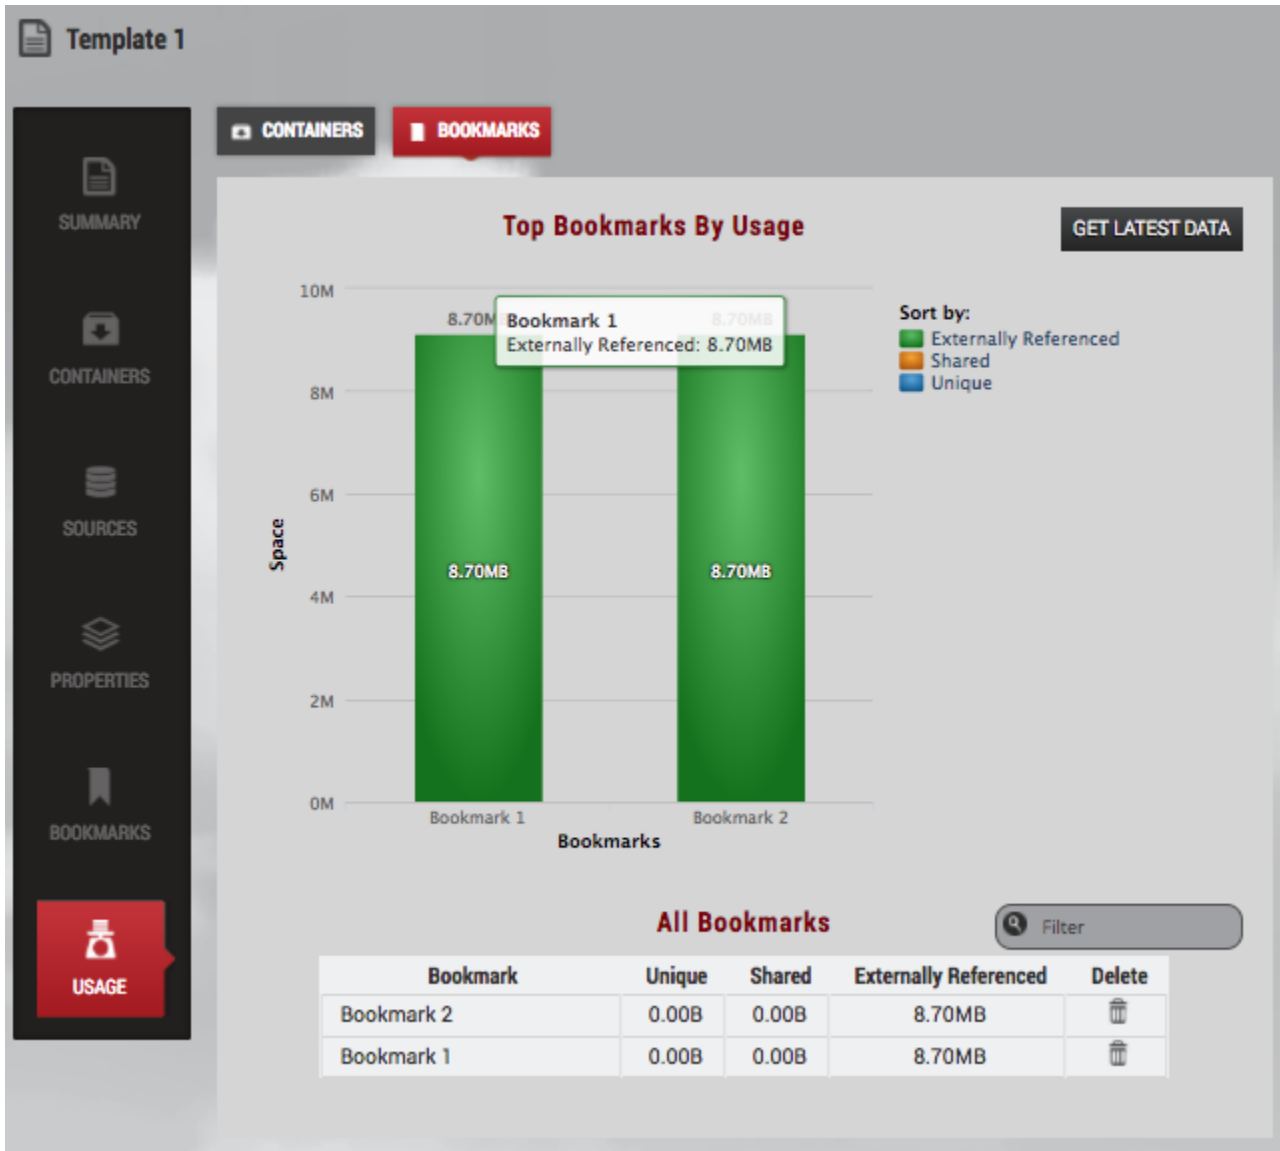 Template 1
CONTAINERS
BOOKMARKS
SUMMARY
CONTAINERS
SOURCES
PROPERTIES
BOOKMARKS
USAGE
Top Bookmarks By Usage
GET LATEST DATA
10M
8M
6M
4M
2M
0M
Space
8.70MB
8.70MB
Bookmark 1
Externally Referenced: 8.70MB
8.70MB
8.70MB
Bookmark 1
Bookmark 2
Bookmarks
Sort by:
Externally Referenced
Shared
Unique
All Bookmarks
Filter
Bookmark Unique Shared Externally Referenced Delete
Bookmark 2 0.00B 0.00B 8.70MB
Bookmark 1 0.00B 0.00B 8.70MB